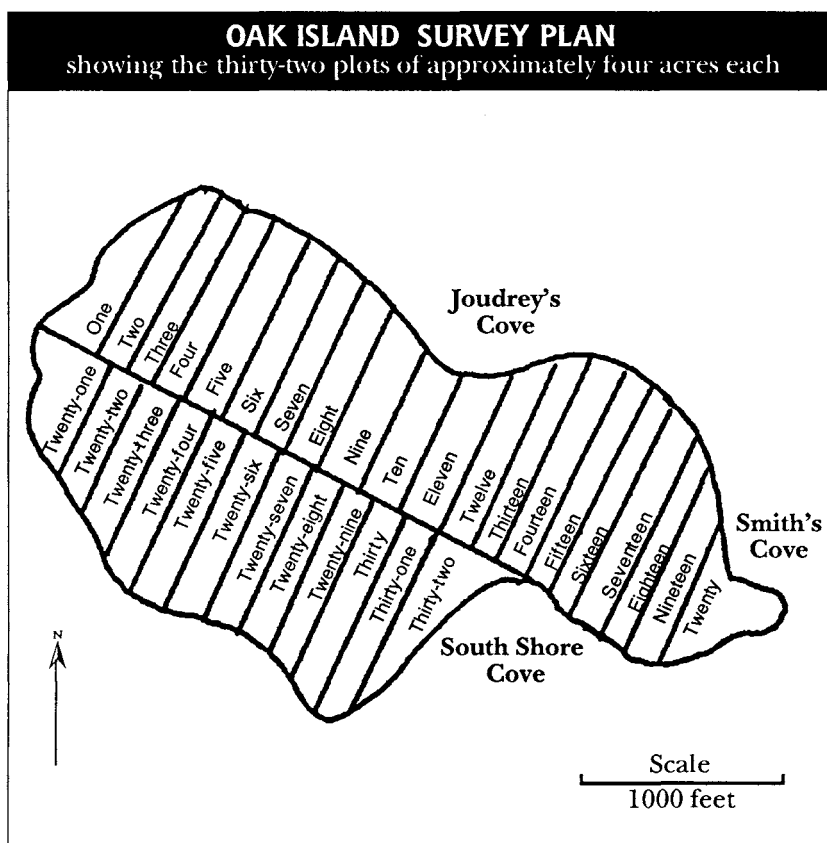 OAK ISLAND SURVEY PLAN
showing the thirty-two plots of approximately four acres each
One
Two
Three
Four
Five
Six
Seven
Eight
Nine
Ten
Eleven
Twelve
Thirteen
Fourteen
Fifteen
Sixteen
Seventeen
Eighteen
Nineteen
Twenty
Twenty-one
Twenty-two
Twenty-three
Twenty-four
Twenty-five
Twenty-six
Twenty-seven
Twenty-eight
Twenty-nine
Thirty
Thirty-one
Thirty-two
Joudrey's
Cove
Smith's
Cove
South Shore
Cove
N
Scale
1000 feet